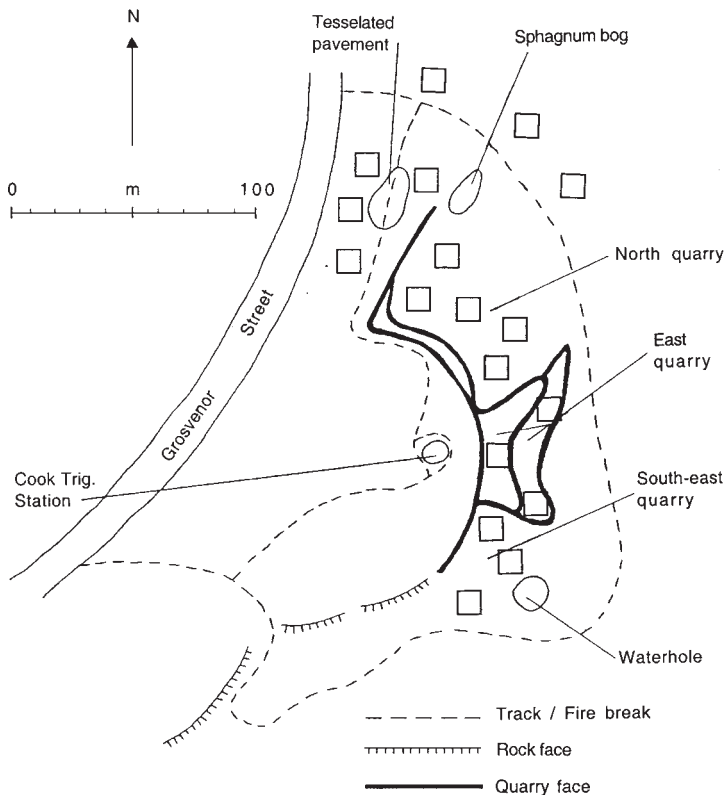 Tesselated
pavement
Sphagnum bog
N
0 m 100
North quarry
Grosvenor Street
East
quarry
Cook Trig.
Station
South-east
quarry
Waterhole
Track / Fire break
Rock face
Quarry face